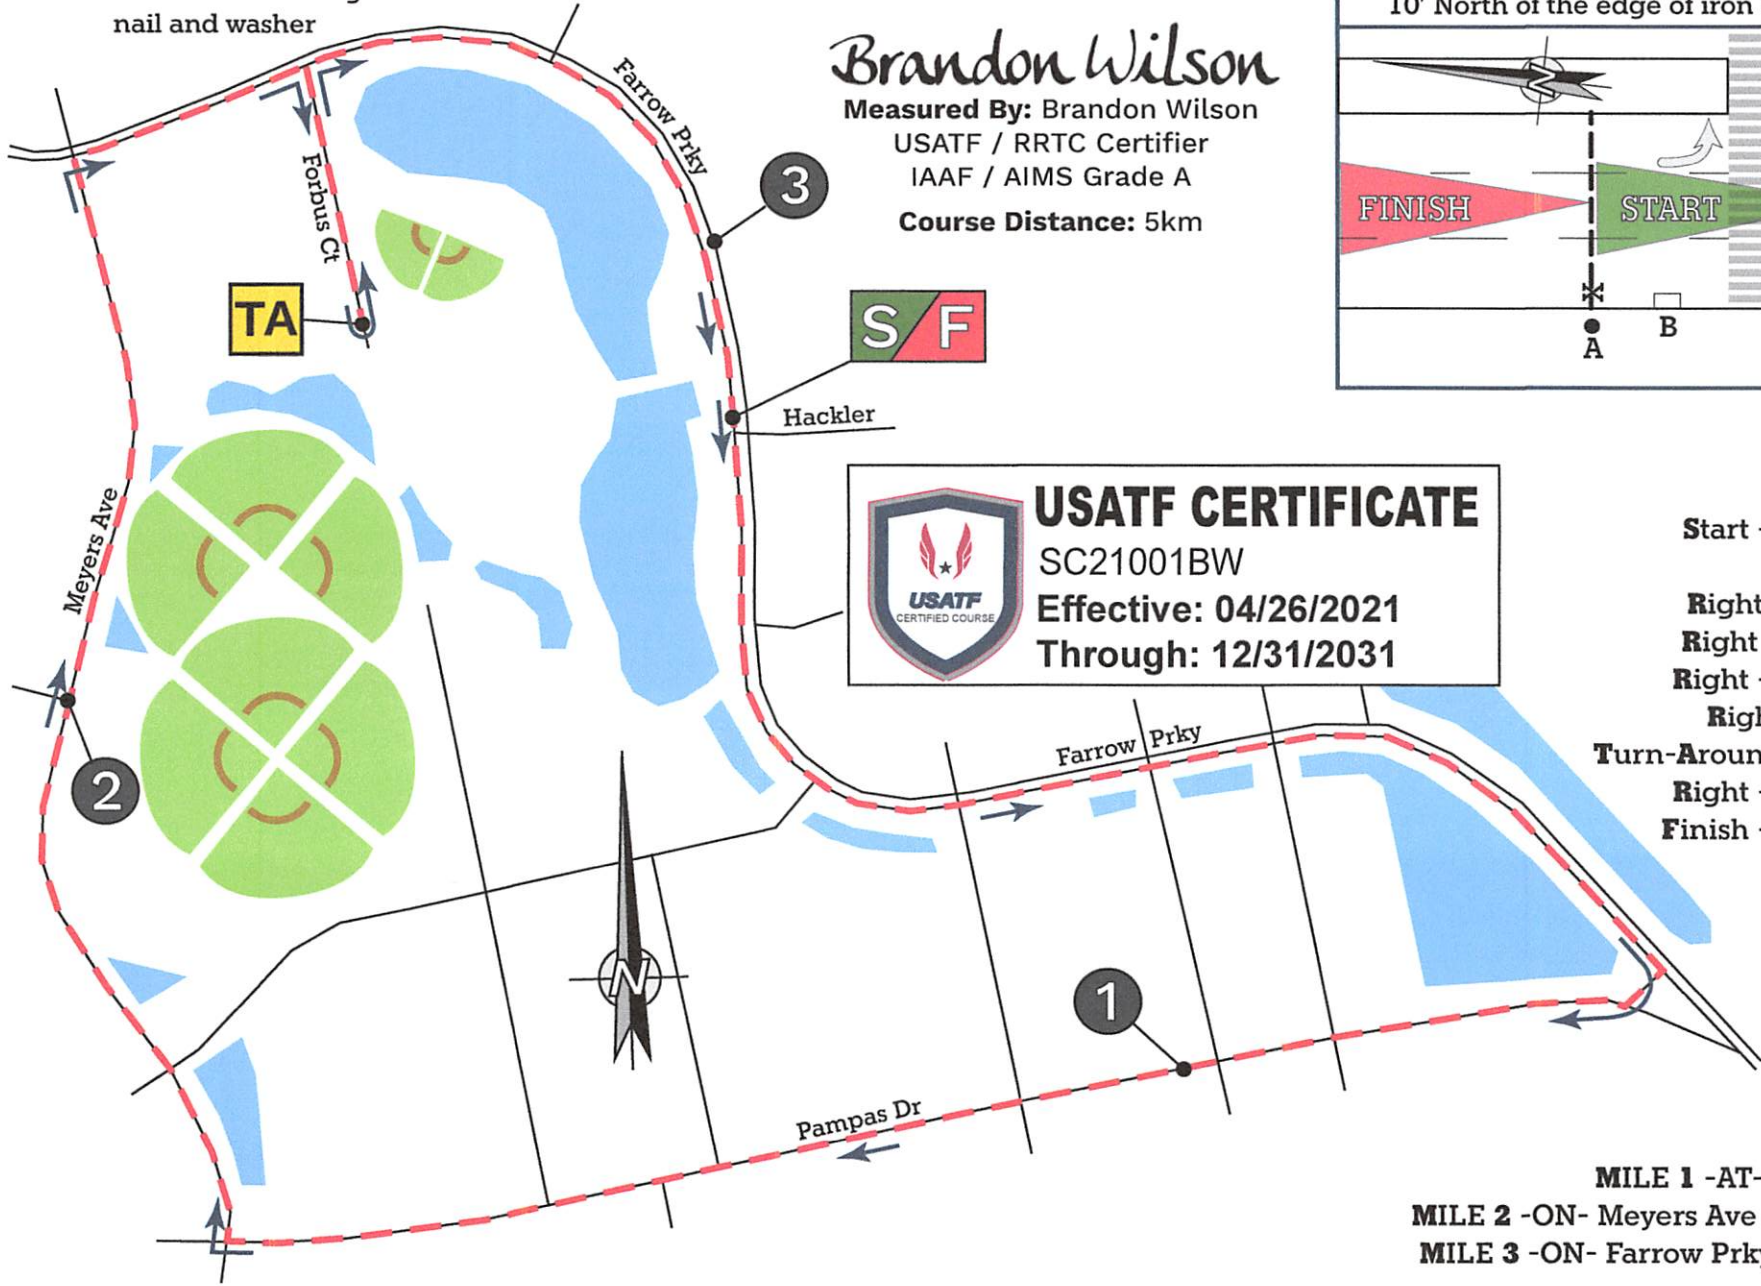 nail and washer
Brandon Wilson
Measured By: Brandon Wilson
USATF / RRTC Certifier
IAAF / AIMS Grade A
Course Distance: 5km
10' North of the edge of iron
N
FINISH
START
A
B
Farrow Prky
3
Forbus Ct
TA
S/F
Hackler
USATF CERTIFICATE
SC21001BW
Effective: 04/26/2021
Through: 12/31/2031
USATF
CERTIFIED COURSE
Meyers Ave
2
Farrow Prky
N
1
Pampas Dr
Start -
Right
Right
Right -
Righ
Turn-Aroun
Right -
Finish -
MILE 1 -AT-
MILE 2 -ON- Meyers Ave
MILE 3 -ON- Farrow Prky